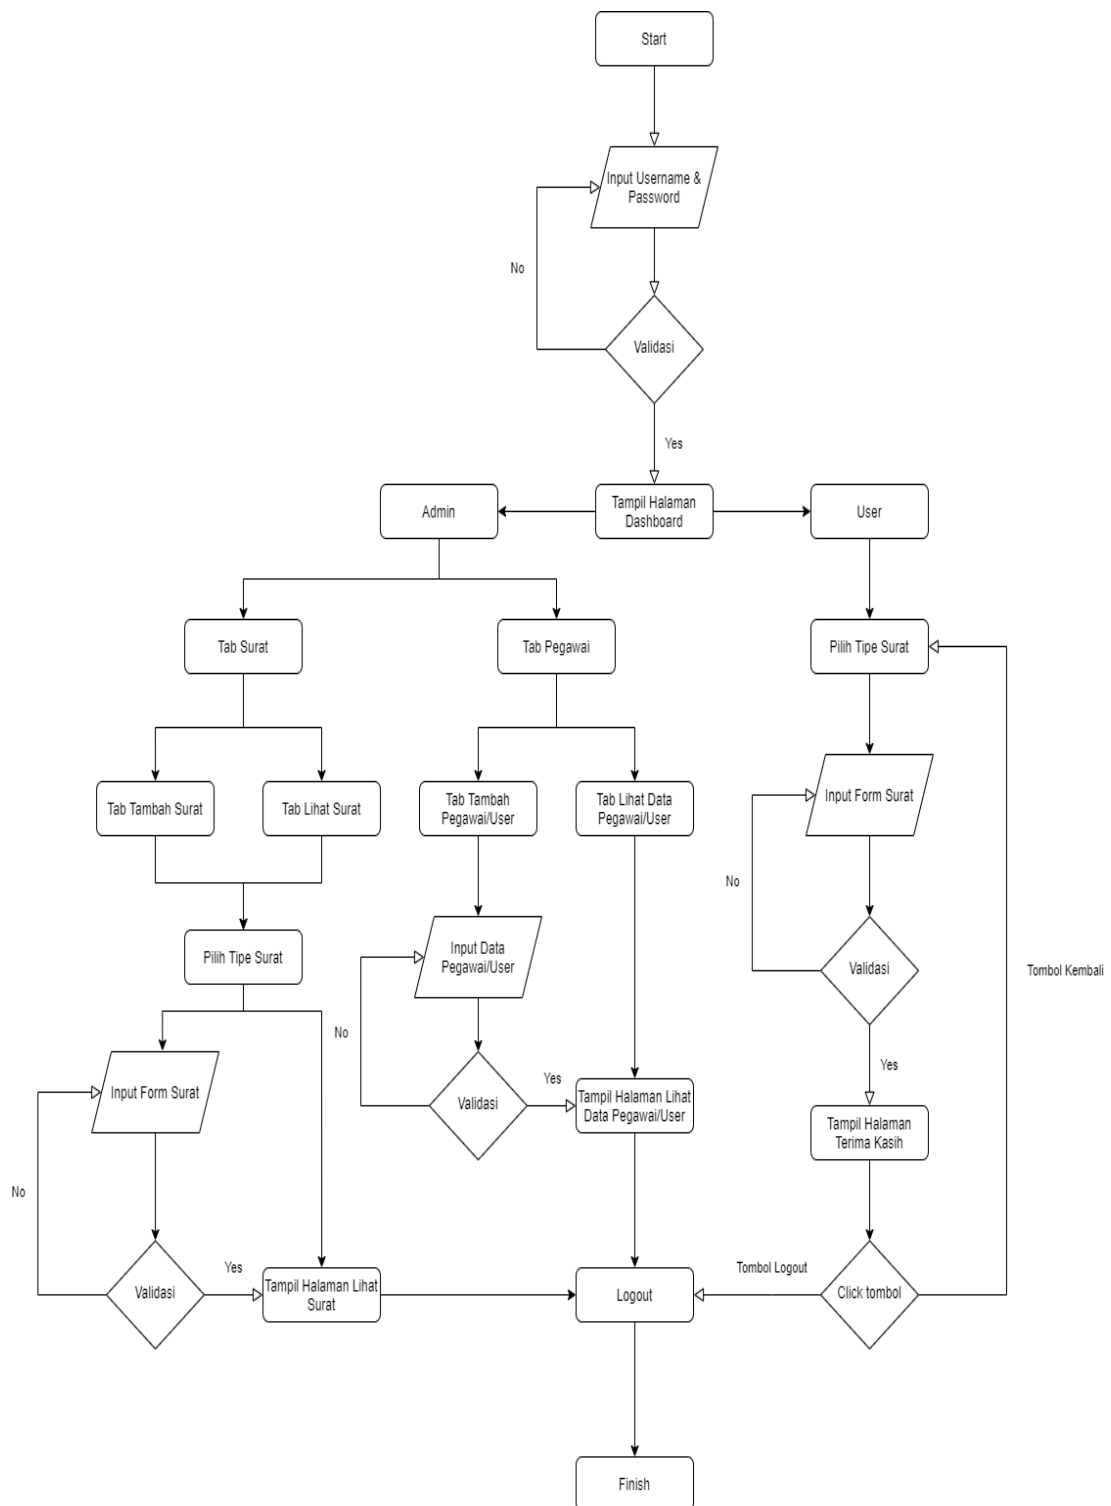 Start
Input Username &
Password
No
Validasi
Yes
Admin
Tampil Halaman
Dashboard
User
Tab Surat
Tab Pegawai
Pilih Tipe Surat
Tab Tambah Surat
Tab Lihat Surat
Tab Tambah
Pegawai/User
Tab Lihat Data
Pegawai/User
Input Form Surat
No
Pilih Tipe Surat
Input Data
Pegawai/User
Validasi
Tombol Kembali
No
Yes
Yes
Input Form Surat
Validasi
Tampil Halaman Lihat
Data Pegawai/User
Tampil Halaman
Terima Kasih
No
Yes
Tombol Logout
Validasi
Tampil Halaman Lihat
Surat
Logout
Click tombol
Finish